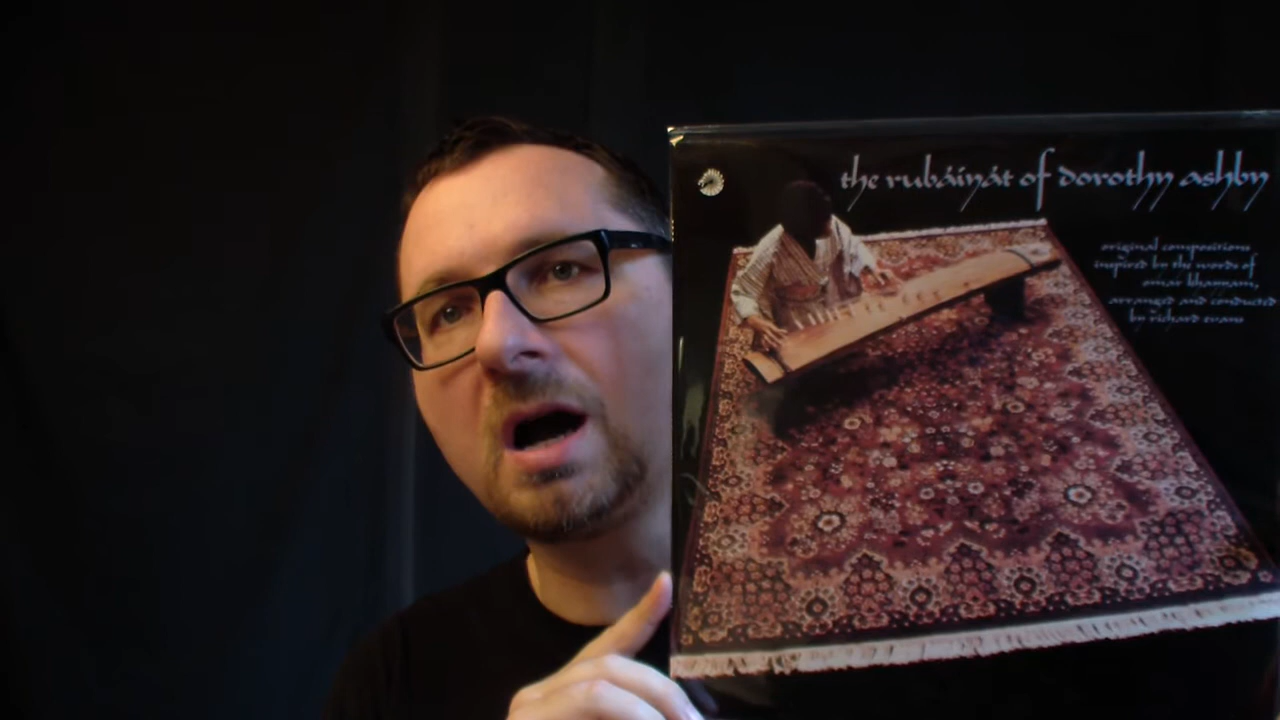 the rubáiyát of dorothy ashby
original compositions
inspired by the words of
omar khayyam,
arranged and conducted
by richard evans